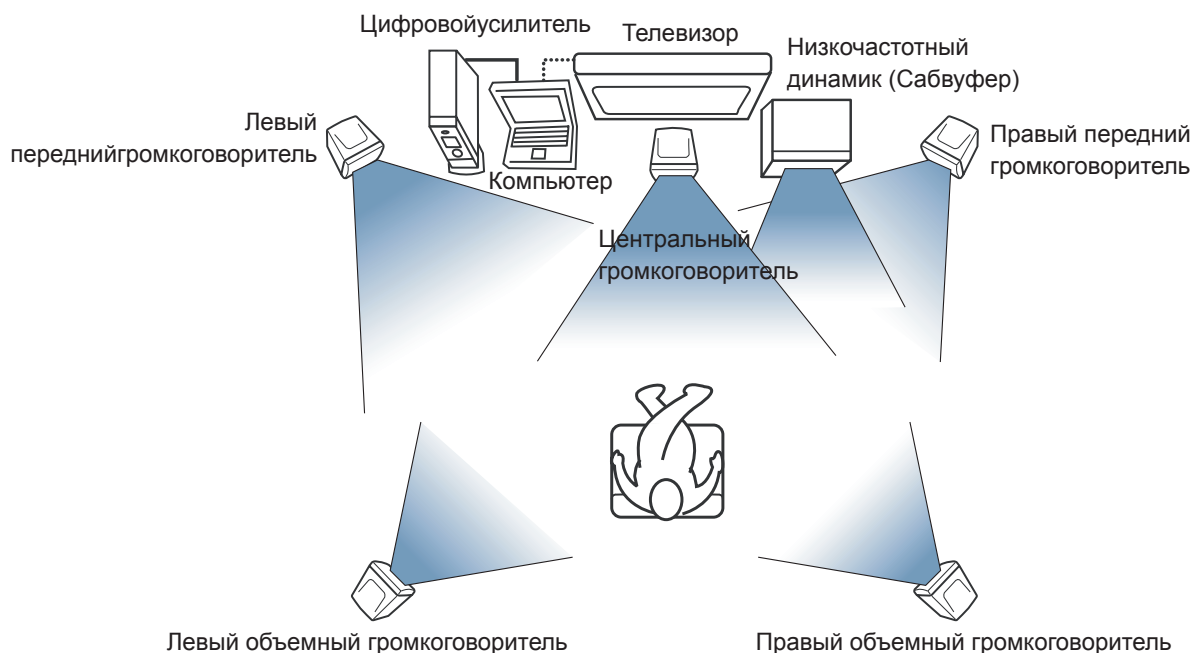 Цифровойусилитель
Телевизор
Низкочастотный
динамик (Сабвуфер)
Левый
переднийгромкоговоритель
Правый передний
громкоговоритель
Компьютер
Центральный
громкоговоритель
Левый объемный громкоговоритель
Правый объемный громкоговоритель